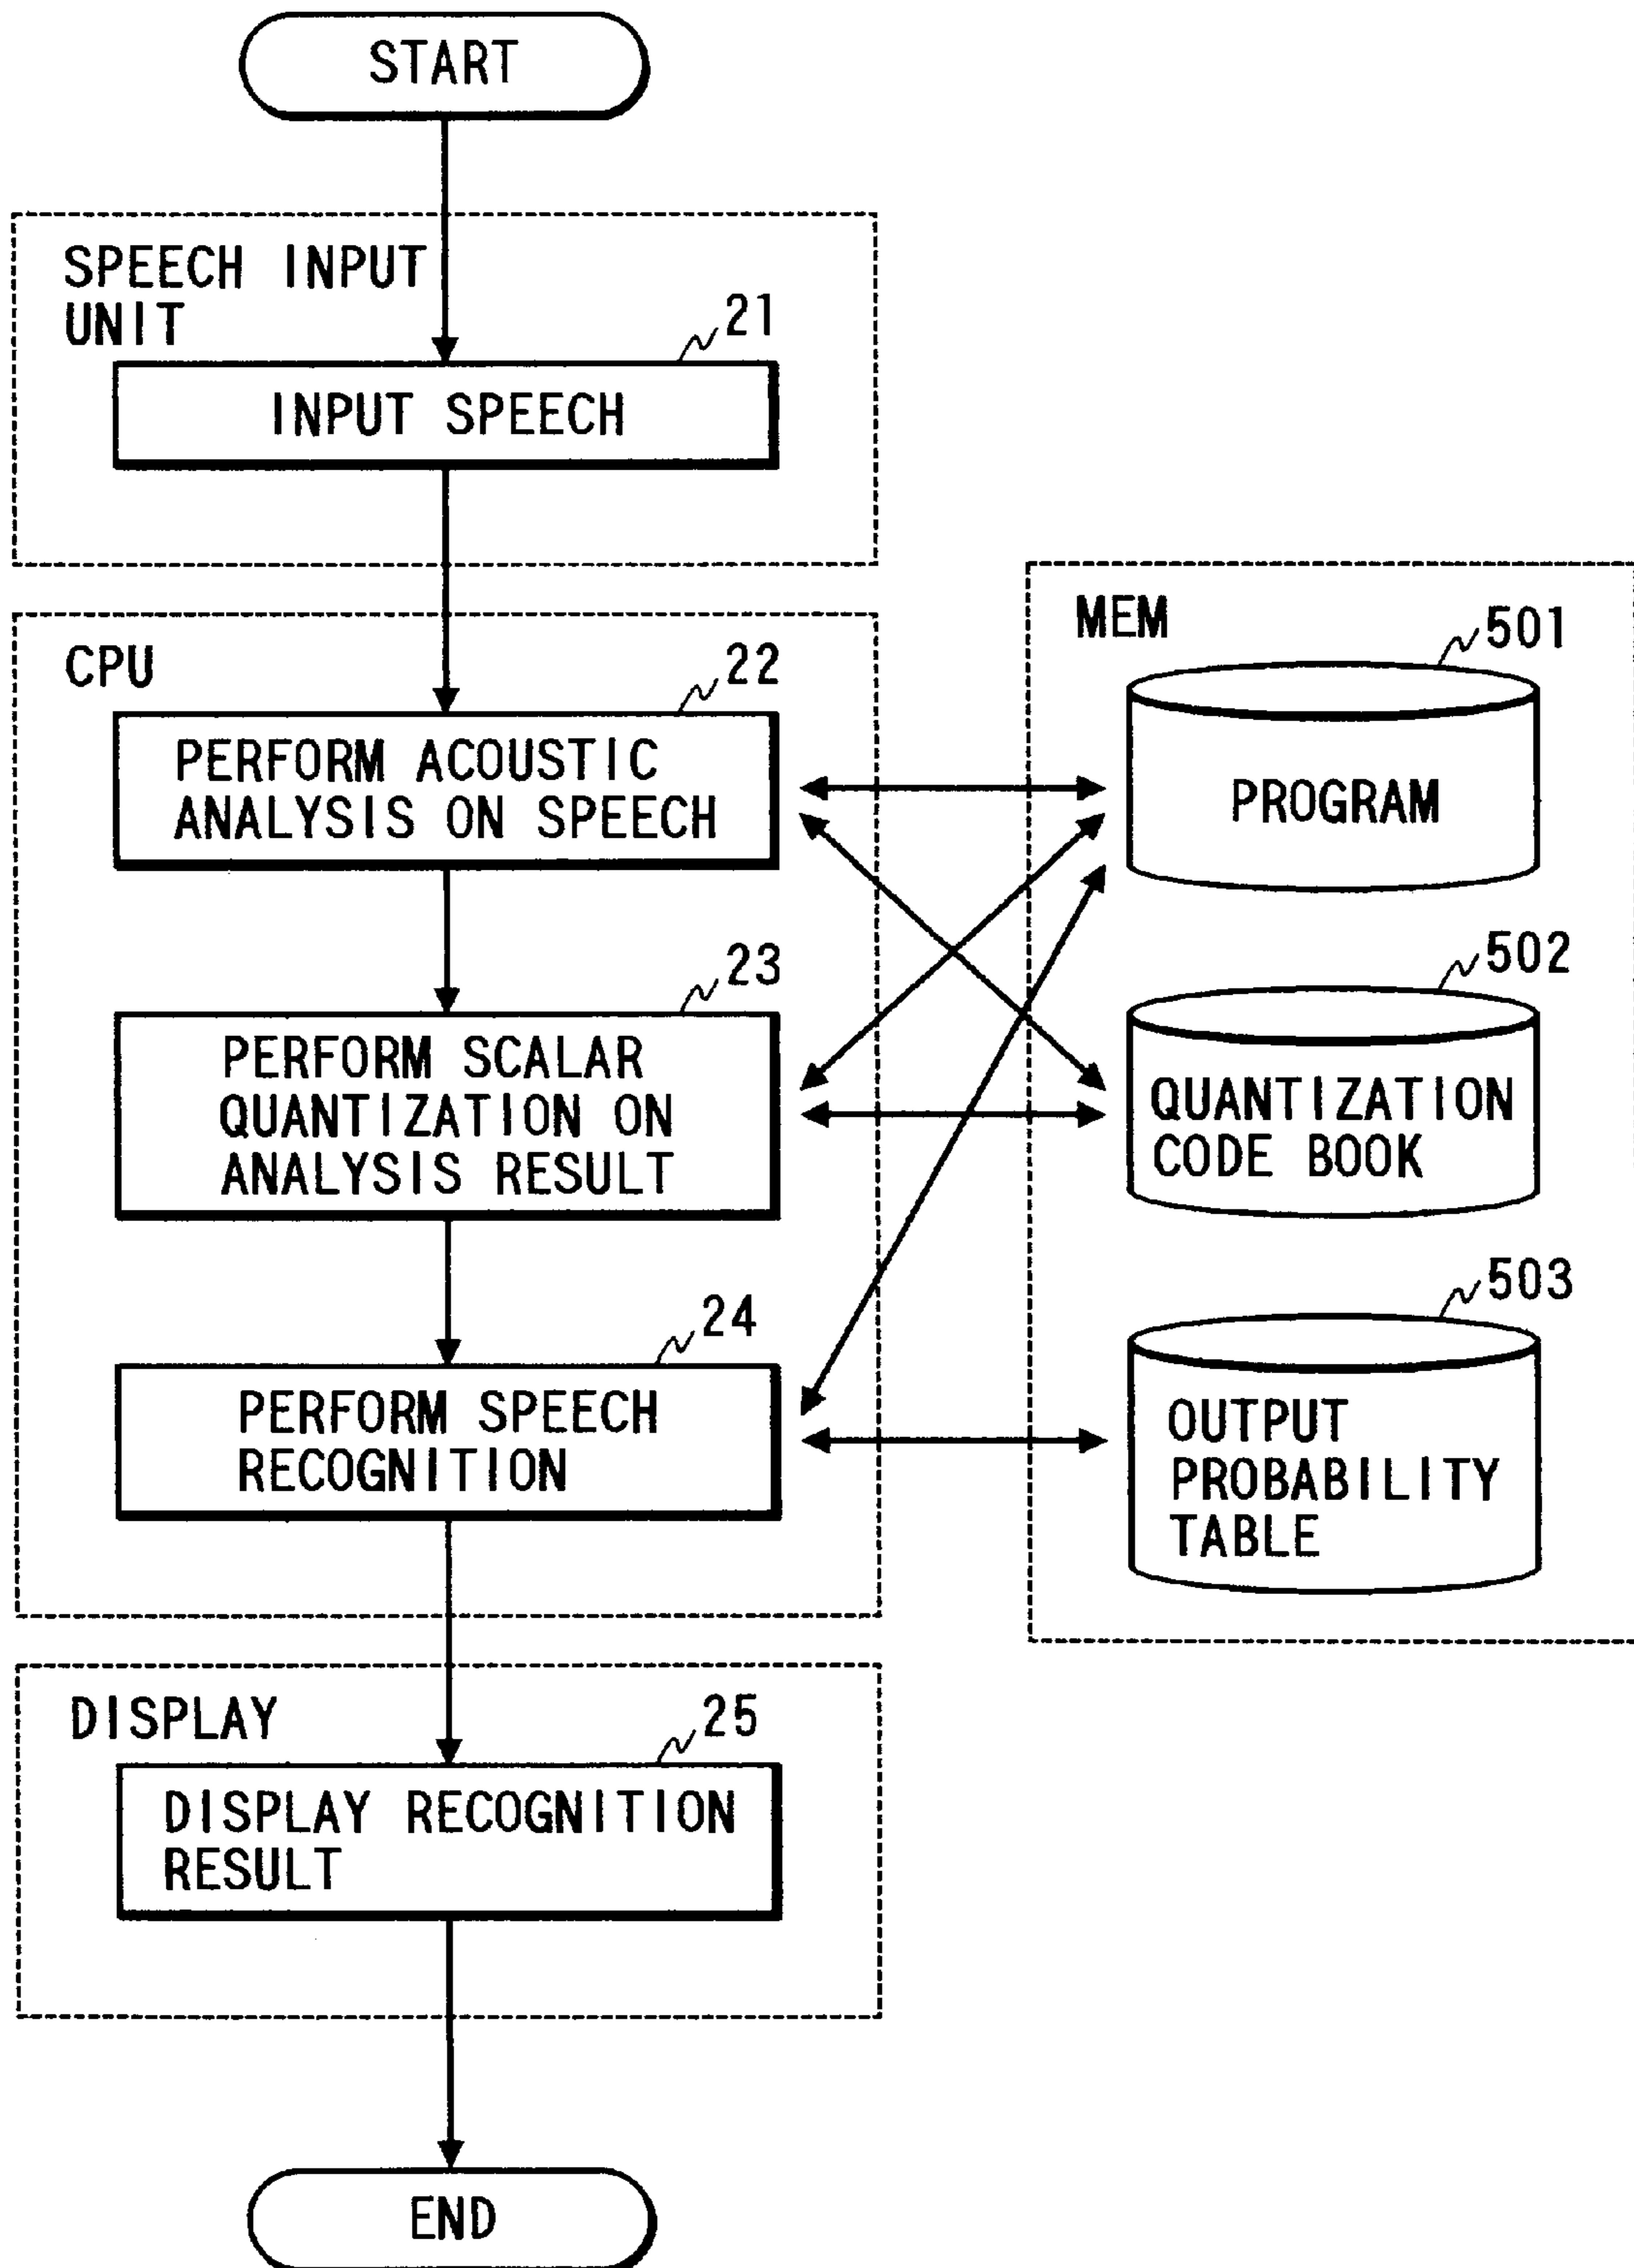 START
SPEECH INPUT
UNIT
21
INPUT SPEECH
CPU
22
PERFORM ACOUSTIC
ANALYSIS ON SPEECH
23
PERFORM SCALAR
QUANTIZATION ON
ANALYSIS RESULT
24
PERFORM SPEECH
RECOGNITION
MEM
501
PROGRAM
502
QUANTIZATION
CODE BOOK
503
OUTPUT
PROBABILITY
TABLE
DISPLAY
25
DISPLAY RECOGNITION
RESULT
END